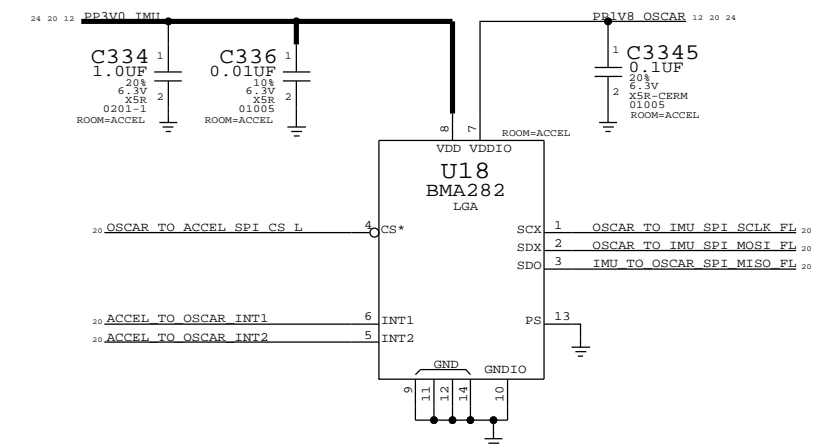 24 20 12 PP3V0_IMU
PP1V8_OSCAR 12 20 24
C334
1.0UF
20%
6.3V
X5R
0201-1
ROOM=ACCEL
1
2
C336
0.01UF
10%
6.3V
X5R
01005
ROOM=ACCEL
1
2
1
2
C3345
0.1UF
20%
6.3V
X5R-CERM
01005
ROOM=ACCEL
8
7
ROOM=ACCEL
VDD VDDIO
U18
BMA282
LGA
20 OSCAR_TO_ACCEL_SPI_CS_L 4 CS*
SCX 1 OSCAR_TO_IMU_SPI_SCLK_FL 20
SDX 2 OSCAR_TO_IMU_SPI_MOSI_FL 20
SDO 3 IMU_TO_OSCAR_SPI_MISO_FL 20
20 ACCEL_TO_OSCAR_INT1 6 INT1
PS 13
20 ACCEL_TO_OSCAR_INT2 5 INT2
GND
GNDIO
9 11 12 14 10